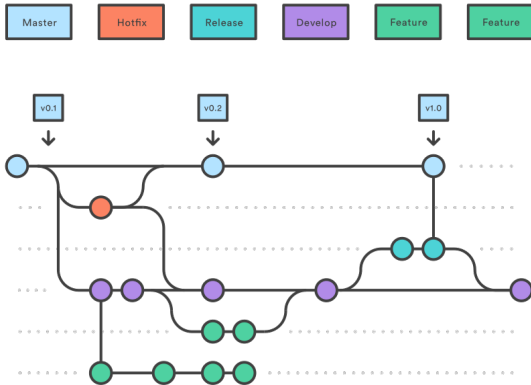 Master
Hotfix
Release
Develop
Feature
Feature
v0.1
v0.2
v1.0